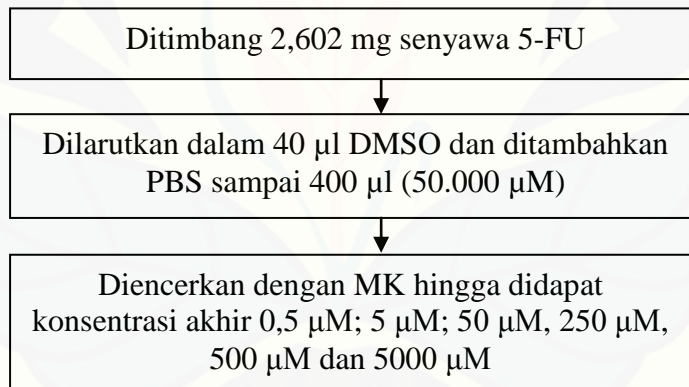 Ditimbang 2,602 mg senyawa 5-FU
Dilarutkan dalam 40 µl DMSO dan ditambahkan
PBS sampai 400 µl (50.000 µM)
Diencerkan dengan MK hingga didapat
konsentrasi akhir 0,5 µM; 5 µM; 50 µM, 250 µM,
500 µM dan 5000 µM